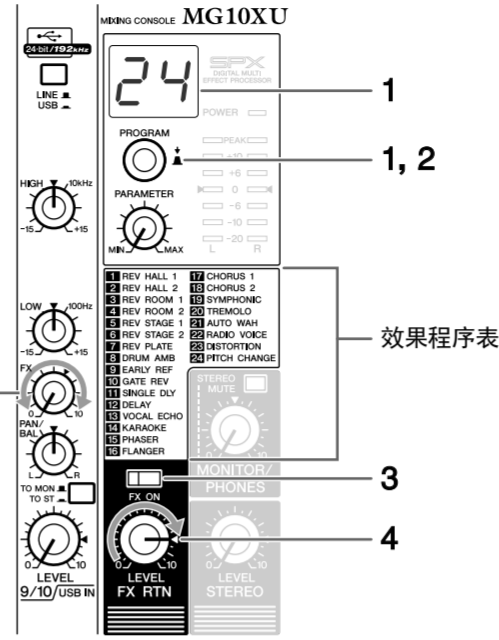 MIXING CONSOLE MG10XU
24-bit/192kHz
LINE
USB
24
SPX
DIGITAL MULTI
EFFECT PROCESSOR
POWER
1
PROGRAM
1, 2
PEAK
+10
+6
0
-6
-10
-20
L R
PARAMETER
MIN MAX
HIGH 10kHz
-15 +15
LOW 100Hz
-15 +15
FX
0 10
PAN/
BAL
L R
TO MON
TO ST
0 10
LEVEL
9/10/USB IN
1 REV HALL 1
2 REV HALL 2
3 REV ROOM 1
4 REV ROOM 2
5 REV STAGE 1
6 REV STAGE 2
7 REV PLATE
8 DRUM AMB
9 EARLY REF
10 GATE REV
11 SINGLE DLY
12 DELAY
13 VOCAL ECHO
14 KARAOKE
15 PHASER
16 FLANGER
17 CHORUS 1
18 CHORUS 2
19 SYMPHONIC
20 TREMOLO
21 AUTO WAH
22 RADIO VOICE
23 DISTORTION
24 PITCH CHANGE
效果程序表
STEREO
MUTE
0 10
MONITOR/
PHONES
3
FX ON
4
0 10
LEVEL
FX RTN
0 10
LEVEL
STEREO